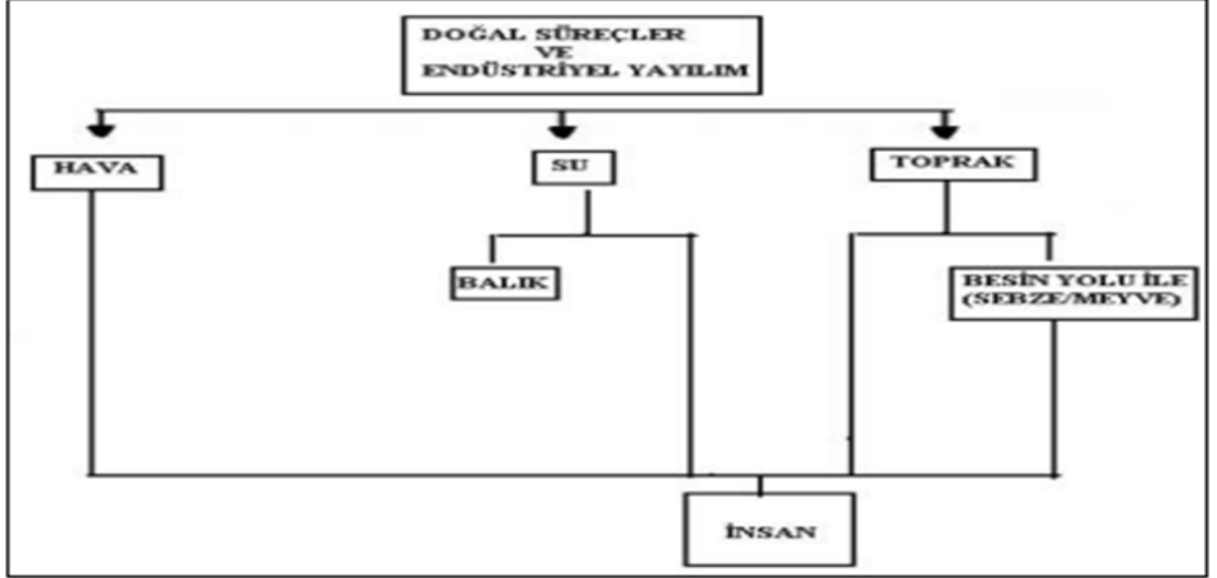 DOĞAL SÜREÇLER
VE
ENDÜSTRİYEL YAYILIM
HAVA
SU
TOPRAK
BALIK
BESİN YOLU İLE
(SEBZE/MEYVE)
İNSAN